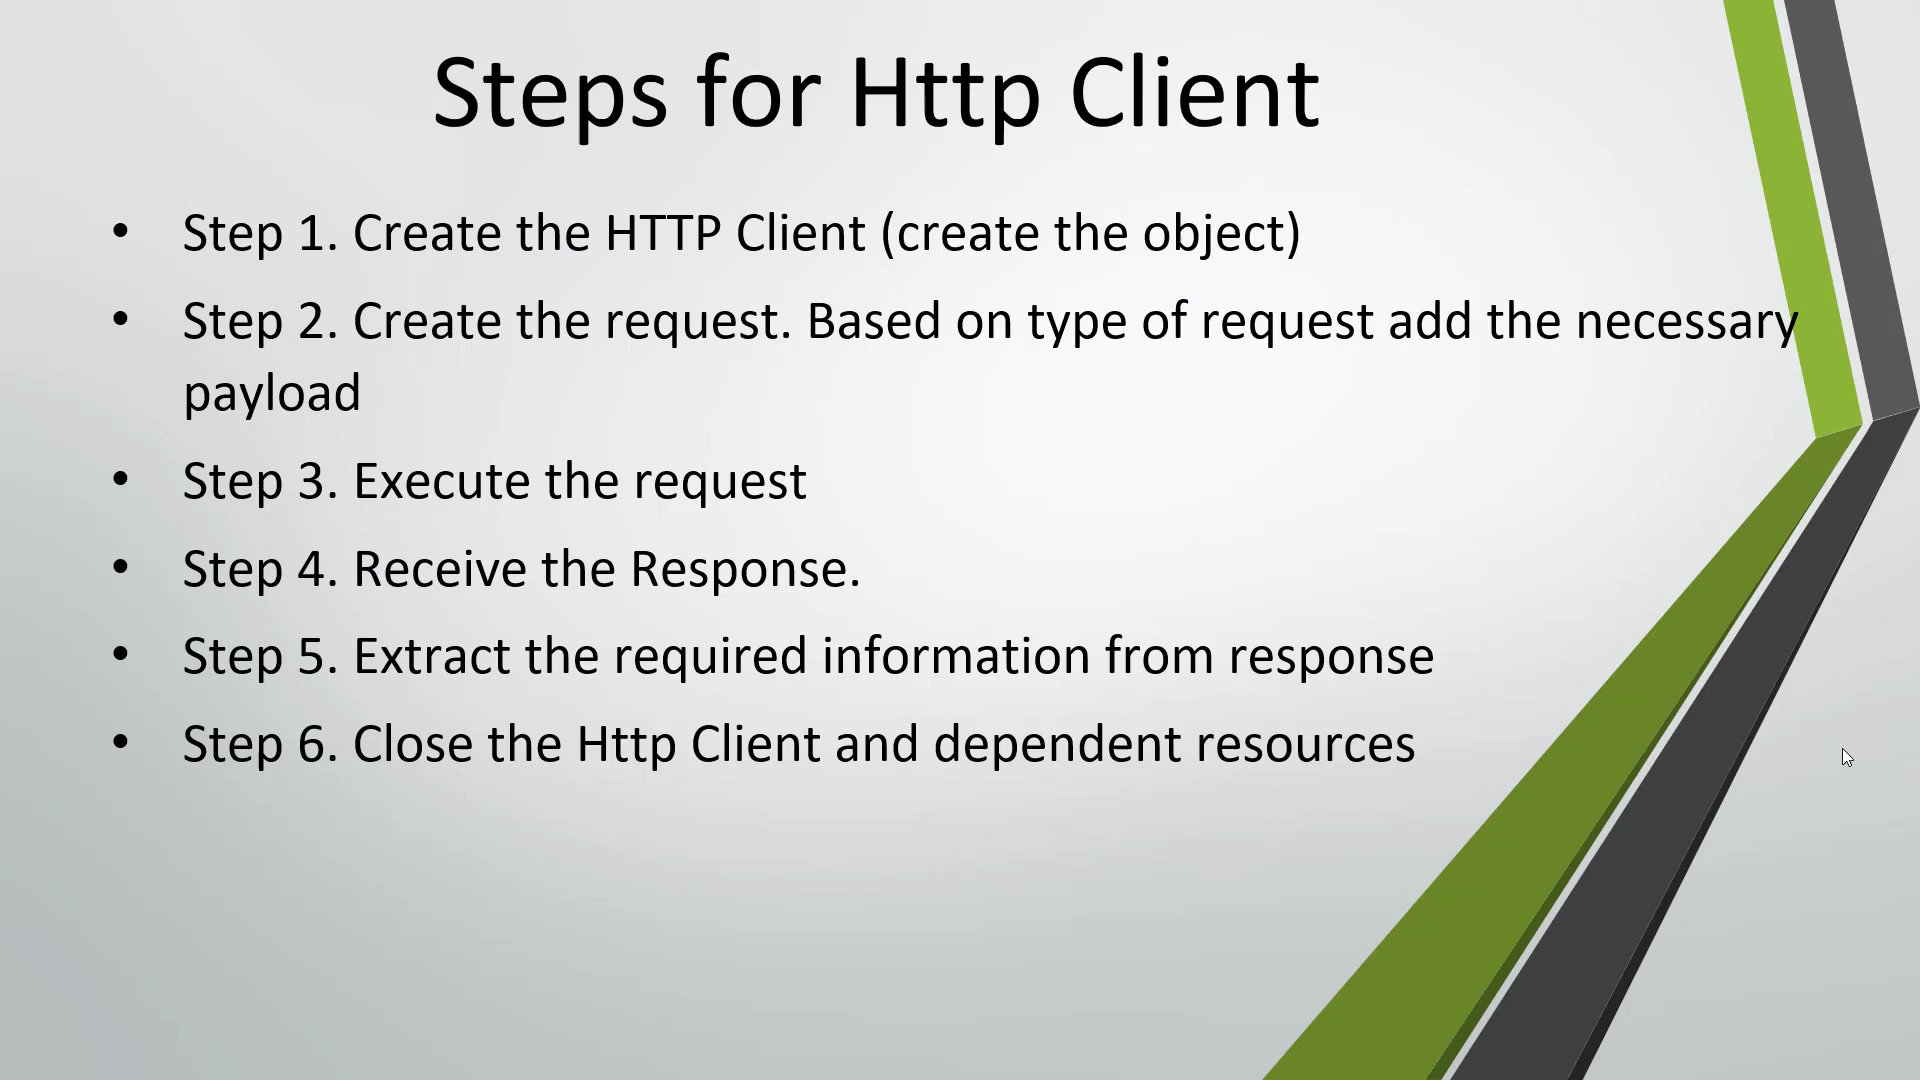 Steps for Http Client
• Step 1. Create the HTTP Client (create the object)
• Step 2. Create the request. Based on type of request add the necessary
payload
• Step 3. Execute the request
• Step 4. Receive the Response.
• Step 5. Extract the required information from response
• Step 6. Close the Http Client and dependent resources